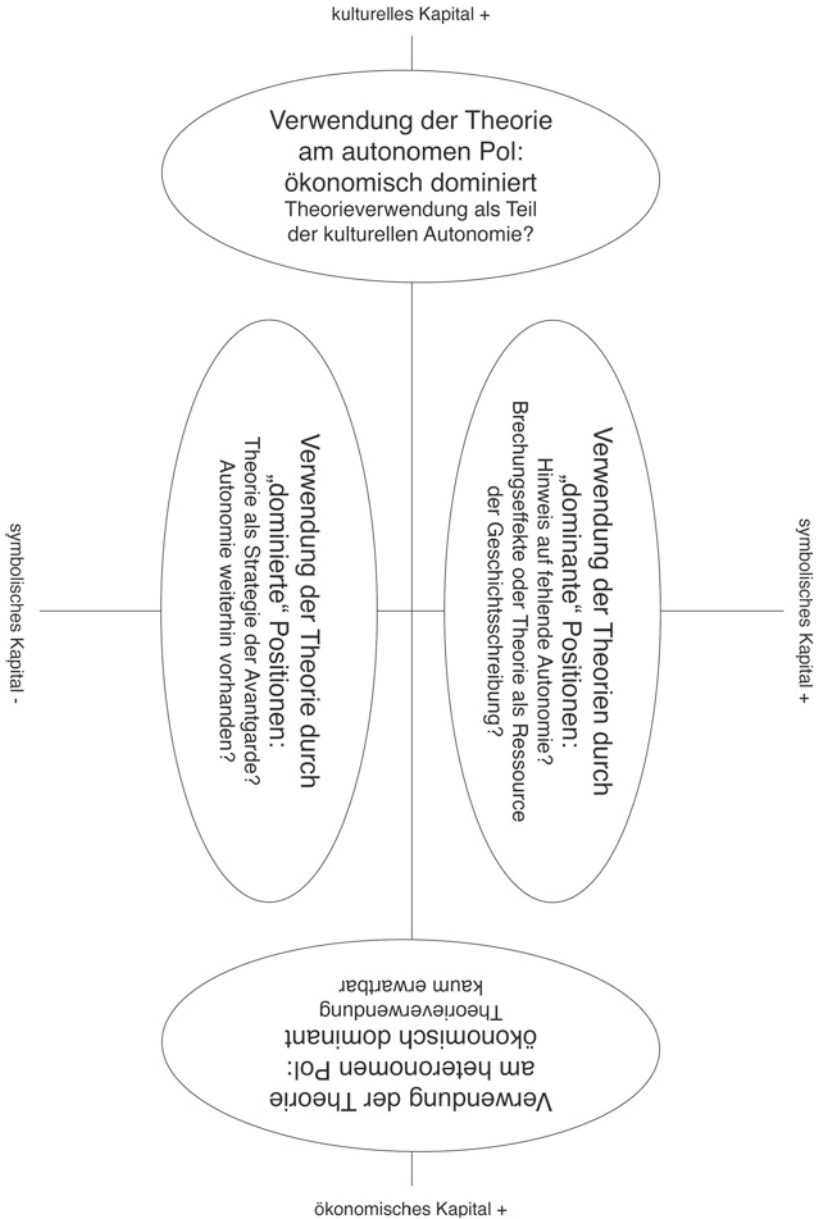 kulturelles Kapital +
Verwendung der Theorie
am autonomen Pol:
ökonomisch dominiert
Theorieverwendung als Teil
der kulturellen Autonomie?
Verwendung der Theorie durch
„dominierte“ Positionen:
Theorie als Strategie der Avantgarde?
Autonomie weiterhin vorhanden?
Verwendung der Theorien durch
„dominante“ Positionen:
Hinweis auf fehlende Autonomie?
Brechungseffekte oder Theorie als Ressource
der Geschichtsschreibung?
symbolisches Kapital -
symbolisches Kapital +
Verwendung der Theorie
am heteronomen Pol:
ökonomisch dominant
Theorieverwendung
kaum erwartbar
ökonomisches Kapital +